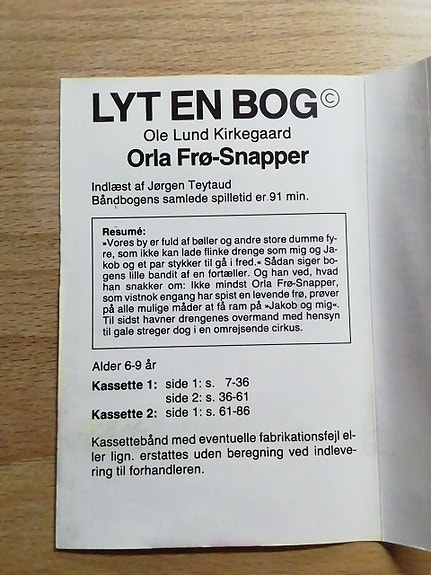 LYT EN BOG©
Ole Lund Kirkegaard
Orla Frø-Snapper
Indlæst af Jørgen Teytaud
Båndbogens samlede spilletid er 91 min.
Resumé:
»Vores by er fuld af bøller og andre store dumme fy-
re, som ikke kan lade flinke drenge som mig og Ja-
kob og et par stykker til gå i fred.« Sådan siger bo-
gens lille bandit af en fortæller. Og han ved, hvad
han snakker om: Ikke mindst Orla Frø-Snapper,
som vistnok engang har spist en levende frø, prøver
på alle mulige måder at få ram på »Jakob og mig«.
Til sidst havner drengenes overmand med hensyn
til gale streger dog i en omrejsende cirkus.
Alder 6-9 år
Kassette 1: side 1: s. 7-36
side 2: s. 36-61
Kassette 2: side 1: s. 61-86
Kassettebånd med eventuelle fabrikationsfejl el-
ler lign. erstattes uden beregning ved indleve-
ring til forhandleren.